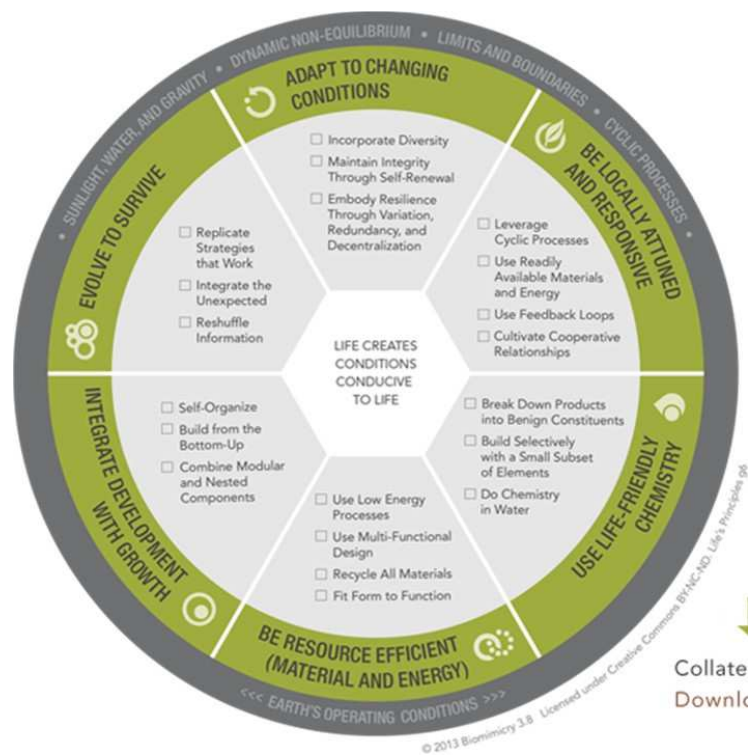 • SUNLIGHT, WATER, AND GRAVITY • DYNAMIC NON-EQUILIBRIUM • LIMITS AND BOUNDARIES • CYCLIC PROCESSES •
ADAPT TO CHANGING
CONDITIONS
Incorporate Diversity
Maintain Integrity
Through Self-Renewal
Embody Resilience
Through Variation,
Redundancy, and
Decentralization
BE LOCALLY ATTUNED
AND RESPONSIVE
Leverage
Cyclic Processes
Use Readily
Available Materials
and Energy
Use Feedback Loops
Cultivate Cooperative
Relationships
USE LIFE-FRIENDLY
CHEMISTRY
Break Down Products
into Benign Constituents
Build Selectively
with a Small Subset
of Elements
Do Chemistry
in Water
BE RESOURCE EFFICIENT
(MATERIAL AND ENERGY)
Use Low Energy
Processes
Use Multi-Functional
Design
Recycle All Materials
Fit Form to Function
INTEGRATE DEVELOPMENT
WITH GROWTH
Self-Organize
Build from the
Bottom-Up
Combine Modular
and Nested
Components
EVOLVE TO SURVIVE
Replicate
Strategies
that Work
Integrate the
Unexpected
Reshuffle
Information
LIFE CREATES
CONDITIONS
CONDUCIVE
TO LIFE
<<< EARTH'S OPERATING CONDITIONS >>>
© 2013 Biomimicry 3.8 Licensed under Creative Commons BY-NC-ND. Life's Principles
Collate
Downlo